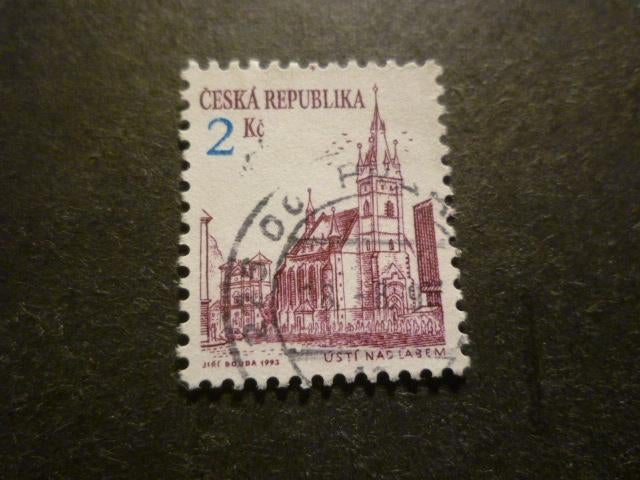 ČESKÁ REPUBLIKA
2 Kč
ÚSTÍ NAD LABEM
JIŘÍ BOUDA 1993